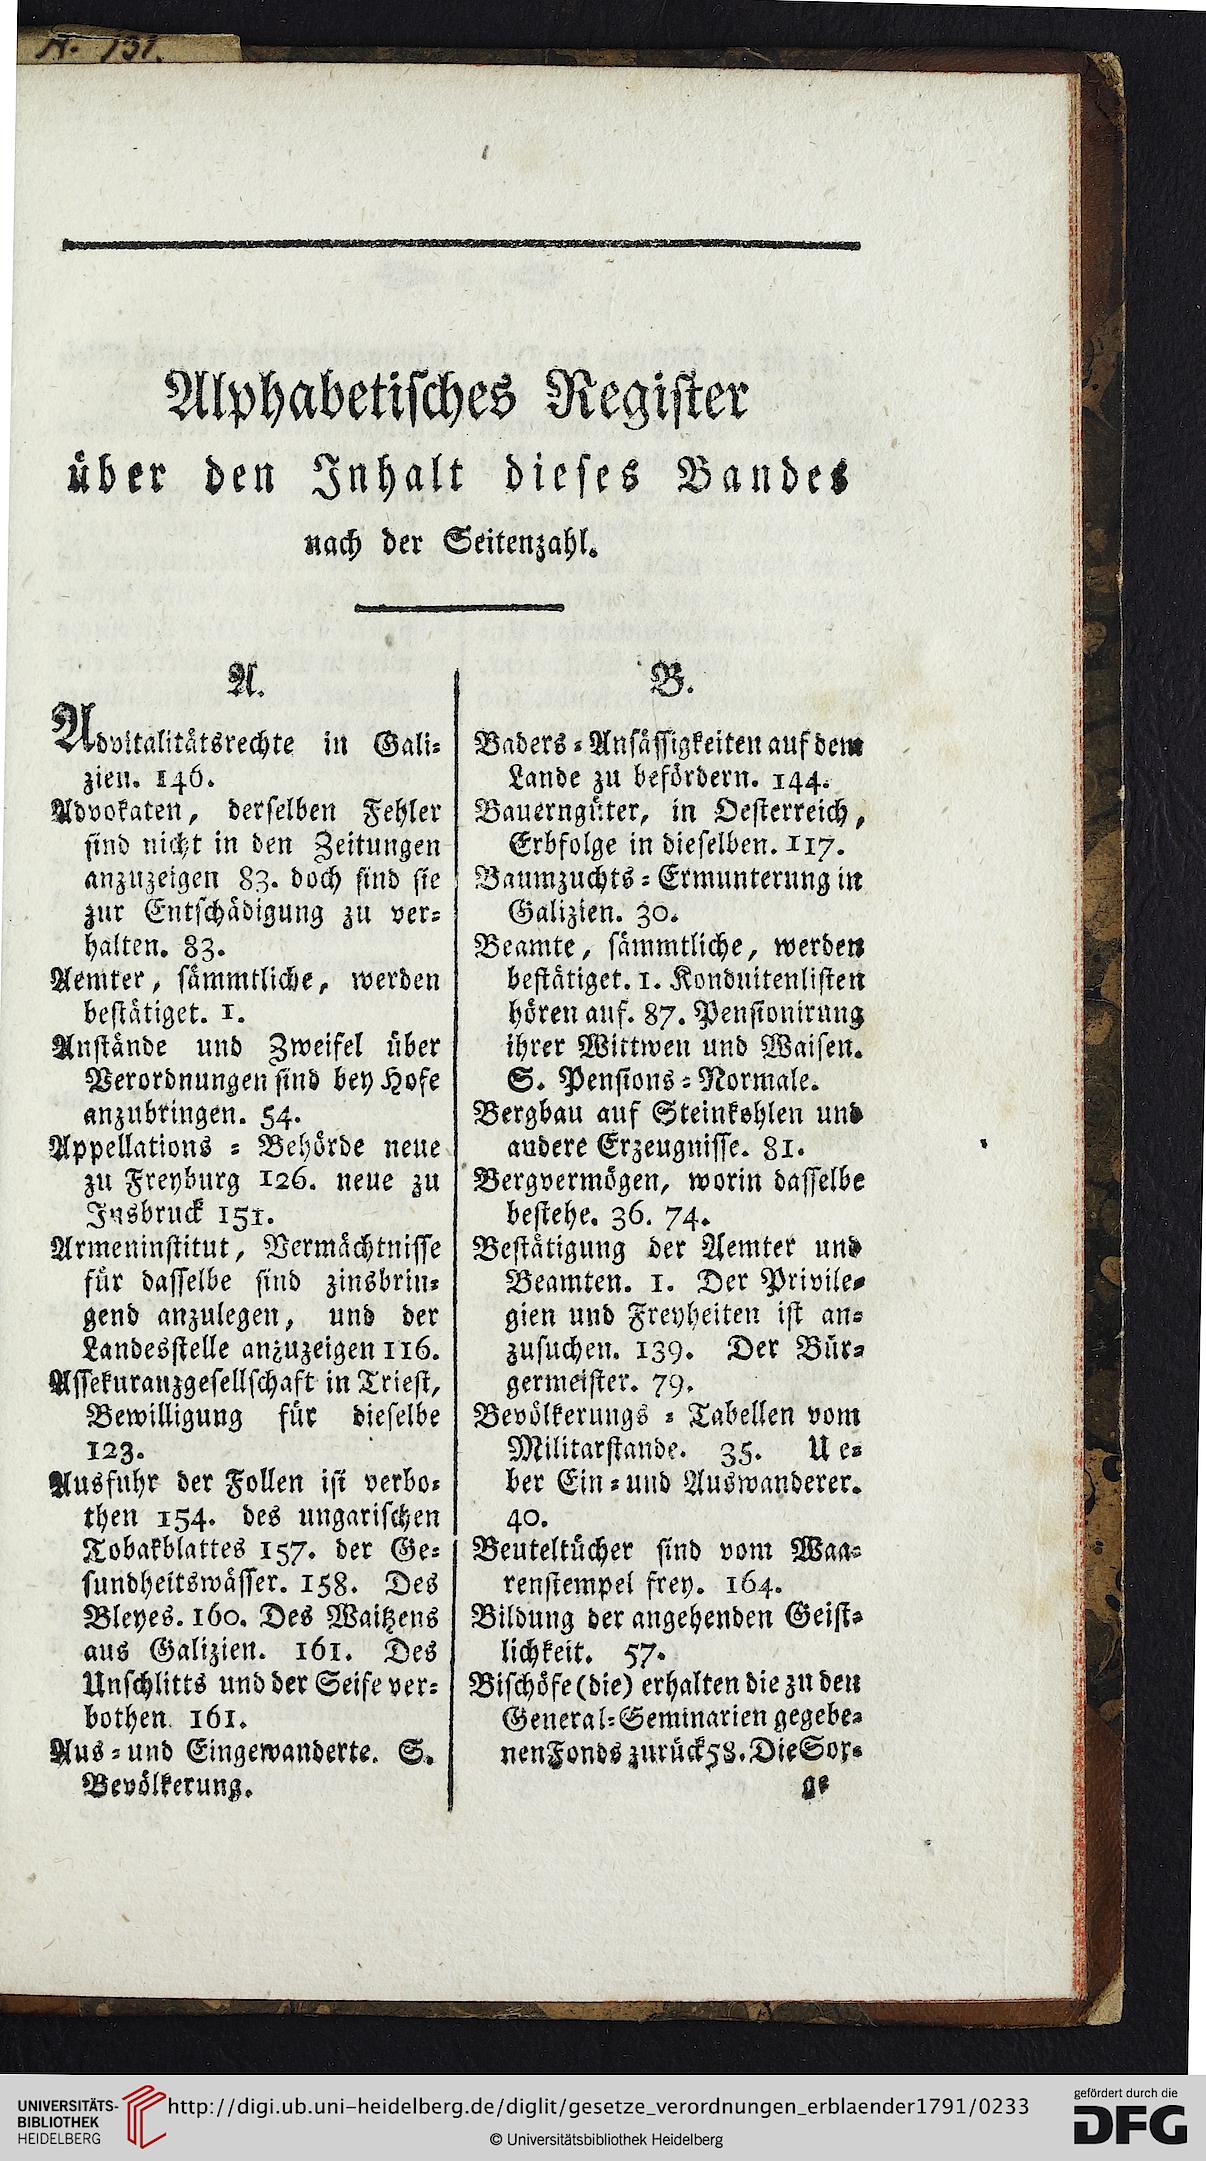 A. 131.
Alphabetisches Register
über den Inhalt dieses Bandes
nach der Seitenzahl.
A.
Advitalitätsrechte in Gali-
zien. 146.
Advokaten, derselben Fehler
sind nicht in den Zeitungen
anzuzeigen 83. doch sind sie
zur Entschädigung zu ver-
halten. 83.
Aemter, sämmtliche, werden
bestätiget. 1.
Anstände und Zweifel über
Verordnungen sind bey Hofe
anzubringen. 54.
Appellations-Behörde neue
zu Freyburg 126. neue zu
Insbruck 151.
Armeninstitut, Vermächtnisse
für dasselbe sind zinsbrin-
gend anzulegen, und der
Landesstelle anzuzeigen 116.
Assekuranzgesellschaft in Triest,
Bewilligung für dieselbe
123.
Ausfuhr der Follen ist verbo-
then 154. des ungarischen
Tobakblattes 157. der Ge-
sundheitswässer. 158. Des
Bleyes. 160. Des Waitzens
aus Galizien. 161. Des
Unschlitts und der Seife ver-
bothen. 161.
Aus- und Eingewanderte. S.
Bevölkerung.
B.
Baders-Ansässigkeiten auf dem
Lande zu befördern. 144.
Bauerngüter, in Oesterreich,
Erbfolge in dieselben. 117.
Baumzuchts-Ermunterung in
Galizien. 30.
Beamte, sämmtliche, werden
bestätiget. 1. Konduitenlisten
hören auf. 87. Pensionirung
ihrer Wittwen und Waisen.
S. Pensions-Normale.
Bergbau auf Steinkohlen und
andere Erzeugnisse. 81.
Bergvermögen, worin dasselbe
bestehe. 36. 74.
Bestätigung der Aemter und
Beamten. 1. Der Privile-
gien und Freyheiten ist an-
zusuchen. 139. Der Bür-
germeister. 79.
Bevölkerungs-Tabellen vom
Militarstande. 35. Ue-
ber Ein- und Auswanderer.
40.
Beuteltücher sind vom Waa-
renstempel frey. 164.
Bildung der angehenden Geist-
lichkeit. 57.
Bischöfe (die) erhalten die zu den
General-Seminarien gegebe-
nen Fonds zurück 58. Die Sor-
ge
UNIVERSITÄTS-
BIBLIOTHEK
HEIDELBERG
http://digi.ub.uni-heidelberg.de/diglit/gesetze_verordnungen_erblaender1791/0233
© Universitätsbibliothek Heidelberg
gefördert durch die
DFG